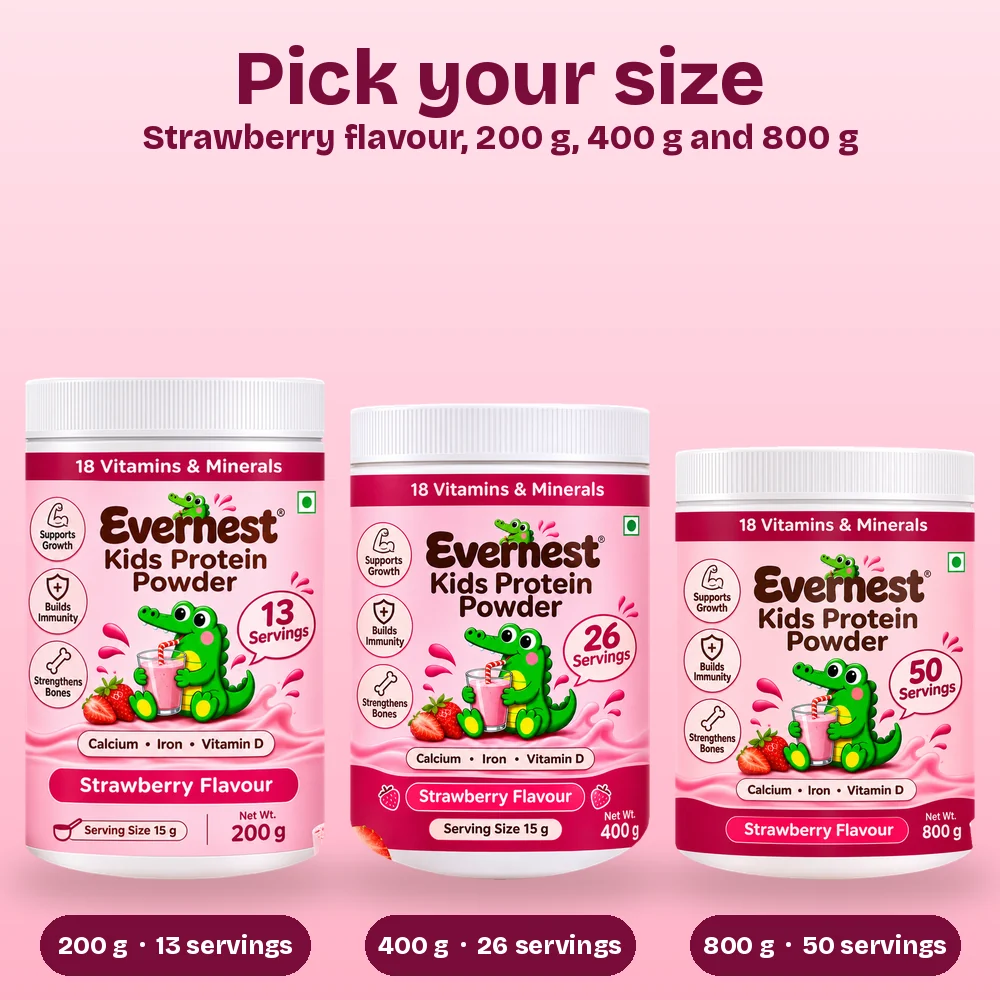 Pick your size
Strawberry flavour, 200 g, 400 g and 800 g
18 Vitamins & Minerals
Supports
Growth
Evernest®
Kids Protein
Powder
Builds
Immunity
13
Servings
Strengthens
Bones
Calcium • Iron • Vitamin D
Strawberry Flavour
Serving Size 15 g
Net Wt.
200 g
18 Vitamins & Minerals
Supports
Growth
Evernest®
Kids Protein
Powder
Builds
Immunity
26
Servings
Strengthens
Bones
Calcium • Iron • Vitamin D
Strawberry Flavour
Serving Size 15 g
Net Wt.
400 g
18 Vitamins & Minerals
Supports
Growth
Evernest®
Kids Protein
Powder
Builds
Immunity
50
Servings
Strengthens
Bones
Calcium • Iron • Vitamin D
Strawberry Flavour
Net Wt.
800 g
200 g · 13 servings
400 g · 26 servings
800 g · 50 servings